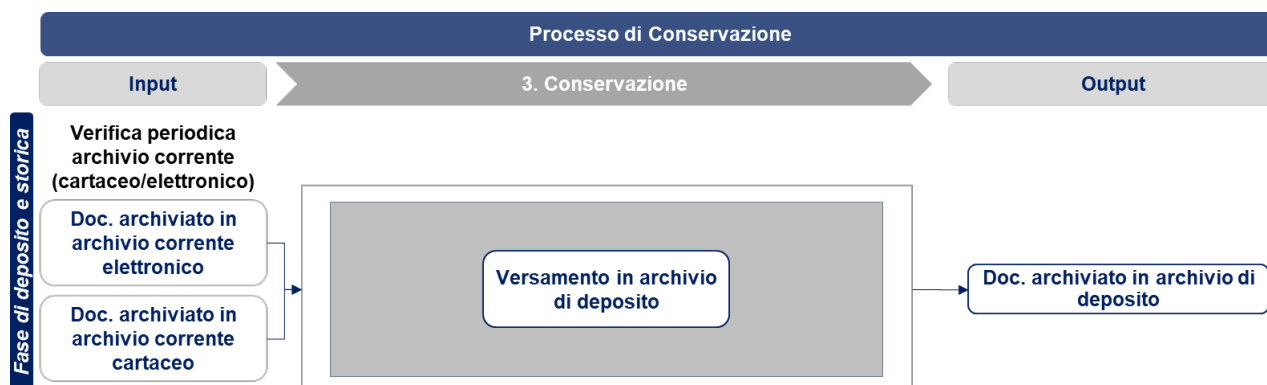 Processo di Conservazione
Input
3. Conservazione
Output
Fase di deposito e storica
Verifica periodica
archivio corrente
(cartaceo/elettronico)
Doc. archiviato in
archivio corrente
elettronico
Doc. archiviato in
archivio corrente
cartaceo
Versamento in archivio
di deposito
Doc. archiviato in archivio di
deposito